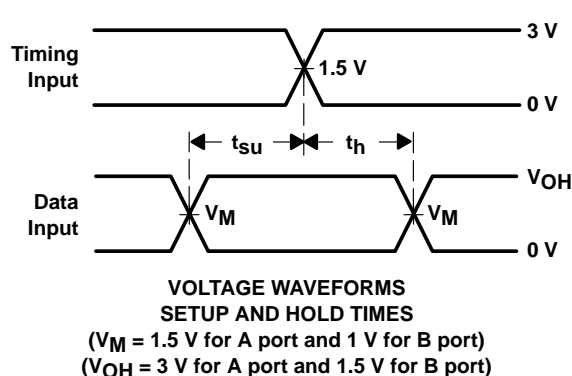 3 V
Timing
Input
1.5 V
0 V
tsu
th
VOH
Data
Input
VM
VM
0 V
VOLTAGE WAVEFORMS
SETUP AND HOLD TIMES
(VM = 1.5 V for A port and 1 V for B port)
(VOH = 3 V for A port and 1.5 V for B port)